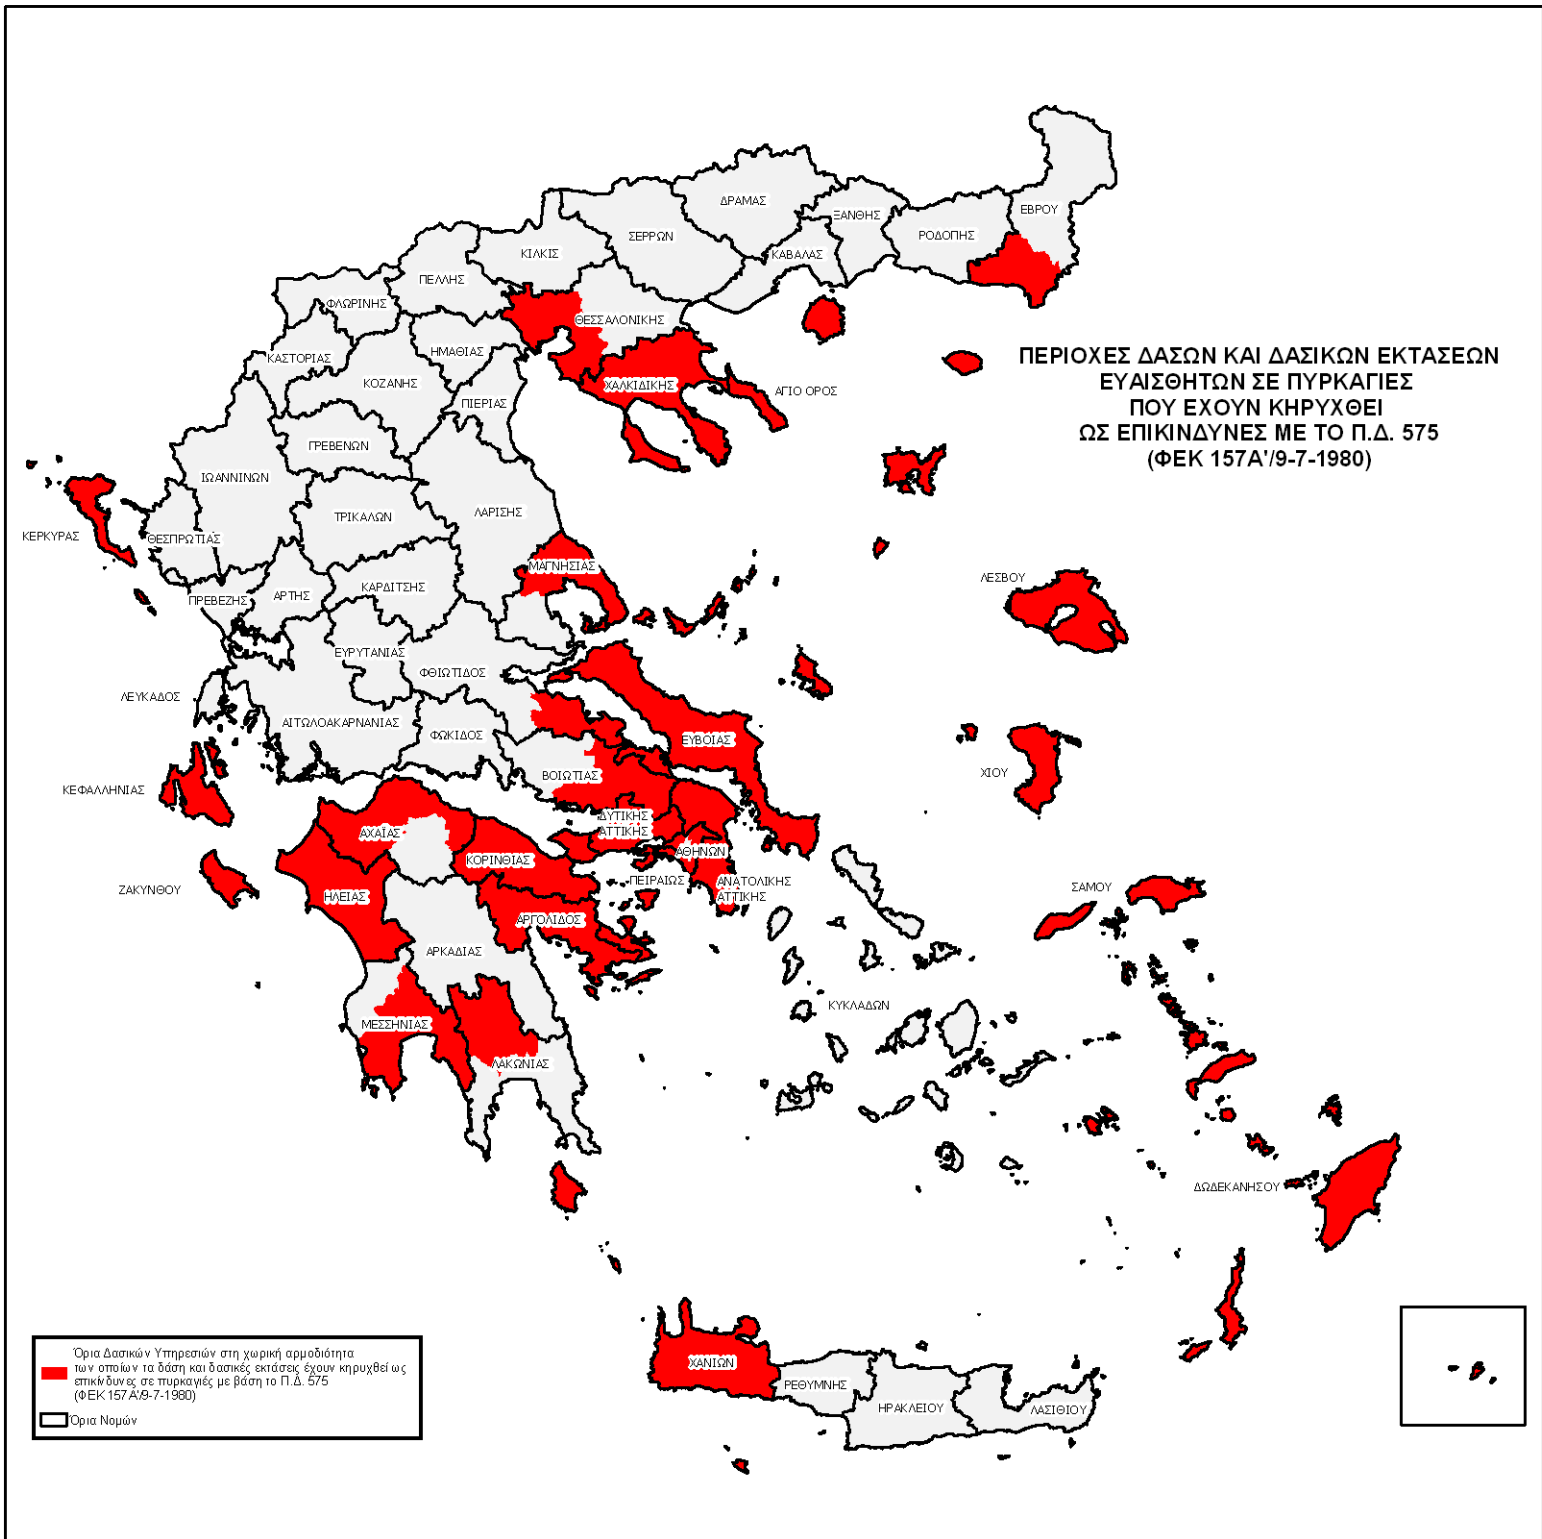 ΠΕΡΙΟΧΕΣ ΔΑΣΩΝ ΚΑΙ ΔΑΣΙΚΩΝ ΕΚΤΑΣΕΩΝ
ΕΥΑΙΣΘΗΤΩΝ ΣΕ ΠΥΡΚΑΓΙΕΣ
ΠΟΥ ΕΧΟΥΝ ΚΗΡΥΧΘΕΙ
ΩΣ ΕΠΙΚΙΝΔΥΝΕΣ ΜΕ ΤΟ Π.Δ. 575
(ΦΕΚ 157Α'/9-7-1980)
ΔΡΑΜΑΣ
ΞΑΝΘΗΣ
ΕΒΡΟΥ
ΣΕΡΡΩΝ
ΡΟΔΟΠΗΣ
ΚΙΛΚΙΣ
ΚΑΒΑΛΑΣ
ΠΕΛΛΗΣ
ΦΛΩΡΙΝΗΣ
ΘΕΣΣΑΛΟΝΙΚΗΣ
ΗΜΑΘΙΑΣ
ΚΑΣΤΟΡΙΑΣ
ΚΟΖΑΝΗΣ
ΧΑΛΚΙΔΙΚΗΣ
ΑΓΙΟ ΟΡΟΣ
ΠΙΕΡΙΑΣ
ΓΡΕΒΕΝΩΝ
ΙΩΑΝΝΙΝΩΝ
ΤΡΙΚΑΛΩΝ
ΛΑΡΙΣΗΣ
ΚΕΡΚΥΡΑΣ
ΘΕΣΠΡΩΤΙΑΣ
ΜΑΓΝΗΣΙΑΣ
ΛΕΣΒΟΥ
ΚΑΡΔΙΤΣΗΣ
ΠΡΕΒΕΖΗΣ
ΑΡΤΗΣ
ΕΥΡΥΤΑΝΙΑΣ
ΦΘΙΩΤΙΔΟΣ
ΛΕΥΚΑΔΟΣ
ΑΙΤΩΛΟΑΚΑΡΝΑΝΙΑΣ
ΦΩΚΙΔΟΣ
ΕΥΒΟΙΑΣ
ΒΟΙΩΤΙΑΣ
ΧΙΟΥ
ΚΕΦΑΛΛΗΝΙΑΣ
ΔΥΤΙΚΗΣ
ΑΤΤΙΚΗΣ
ΑΧΑΪΑΣ
ΑΘΗΝΩΝ
ΚΟΡΙΝΘΙΑΣ
ΠΕΙΡΑΙΩΣ
ΑΝΑΤΟΛΙΚΗΣ
ΑΤΤΙΚΗΣ
ΖΑΚΥΝΘΟΥ
ΗΛΕΙΑΣ
ΣΑΜΟΥ
ΑΡΓΟΛΙΔΟΣ
ΑΡΚΑΔΙΑΣ
ΚΥΚΛΑΔΩΝ
ΜΕΣΣΗΝΙΑΣ
ΛΑΚΩΝΙΑΣ
ΔΩΔΕΚΑΝΗΣΟΥ
ΧΑΝΙΩΝ
ΡΕΘΥΜΝΗΣ
ΗΡΑΚΛΕΙΟΥ
ΛΑΣΙΘΙΟΥ
Όρια Δασικών Υπηρεσιών στη χωρική αρμοδιότητα
των οποίων τα δάση και δασικές εκτάσεις έχουν κηρυχθεί ως
επικίνδυνες σε πυρκαγιές με βάση το Π.Δ. 575
(ΦΕΚ 157 Α'/9-7-1980)
Όρια Νομών